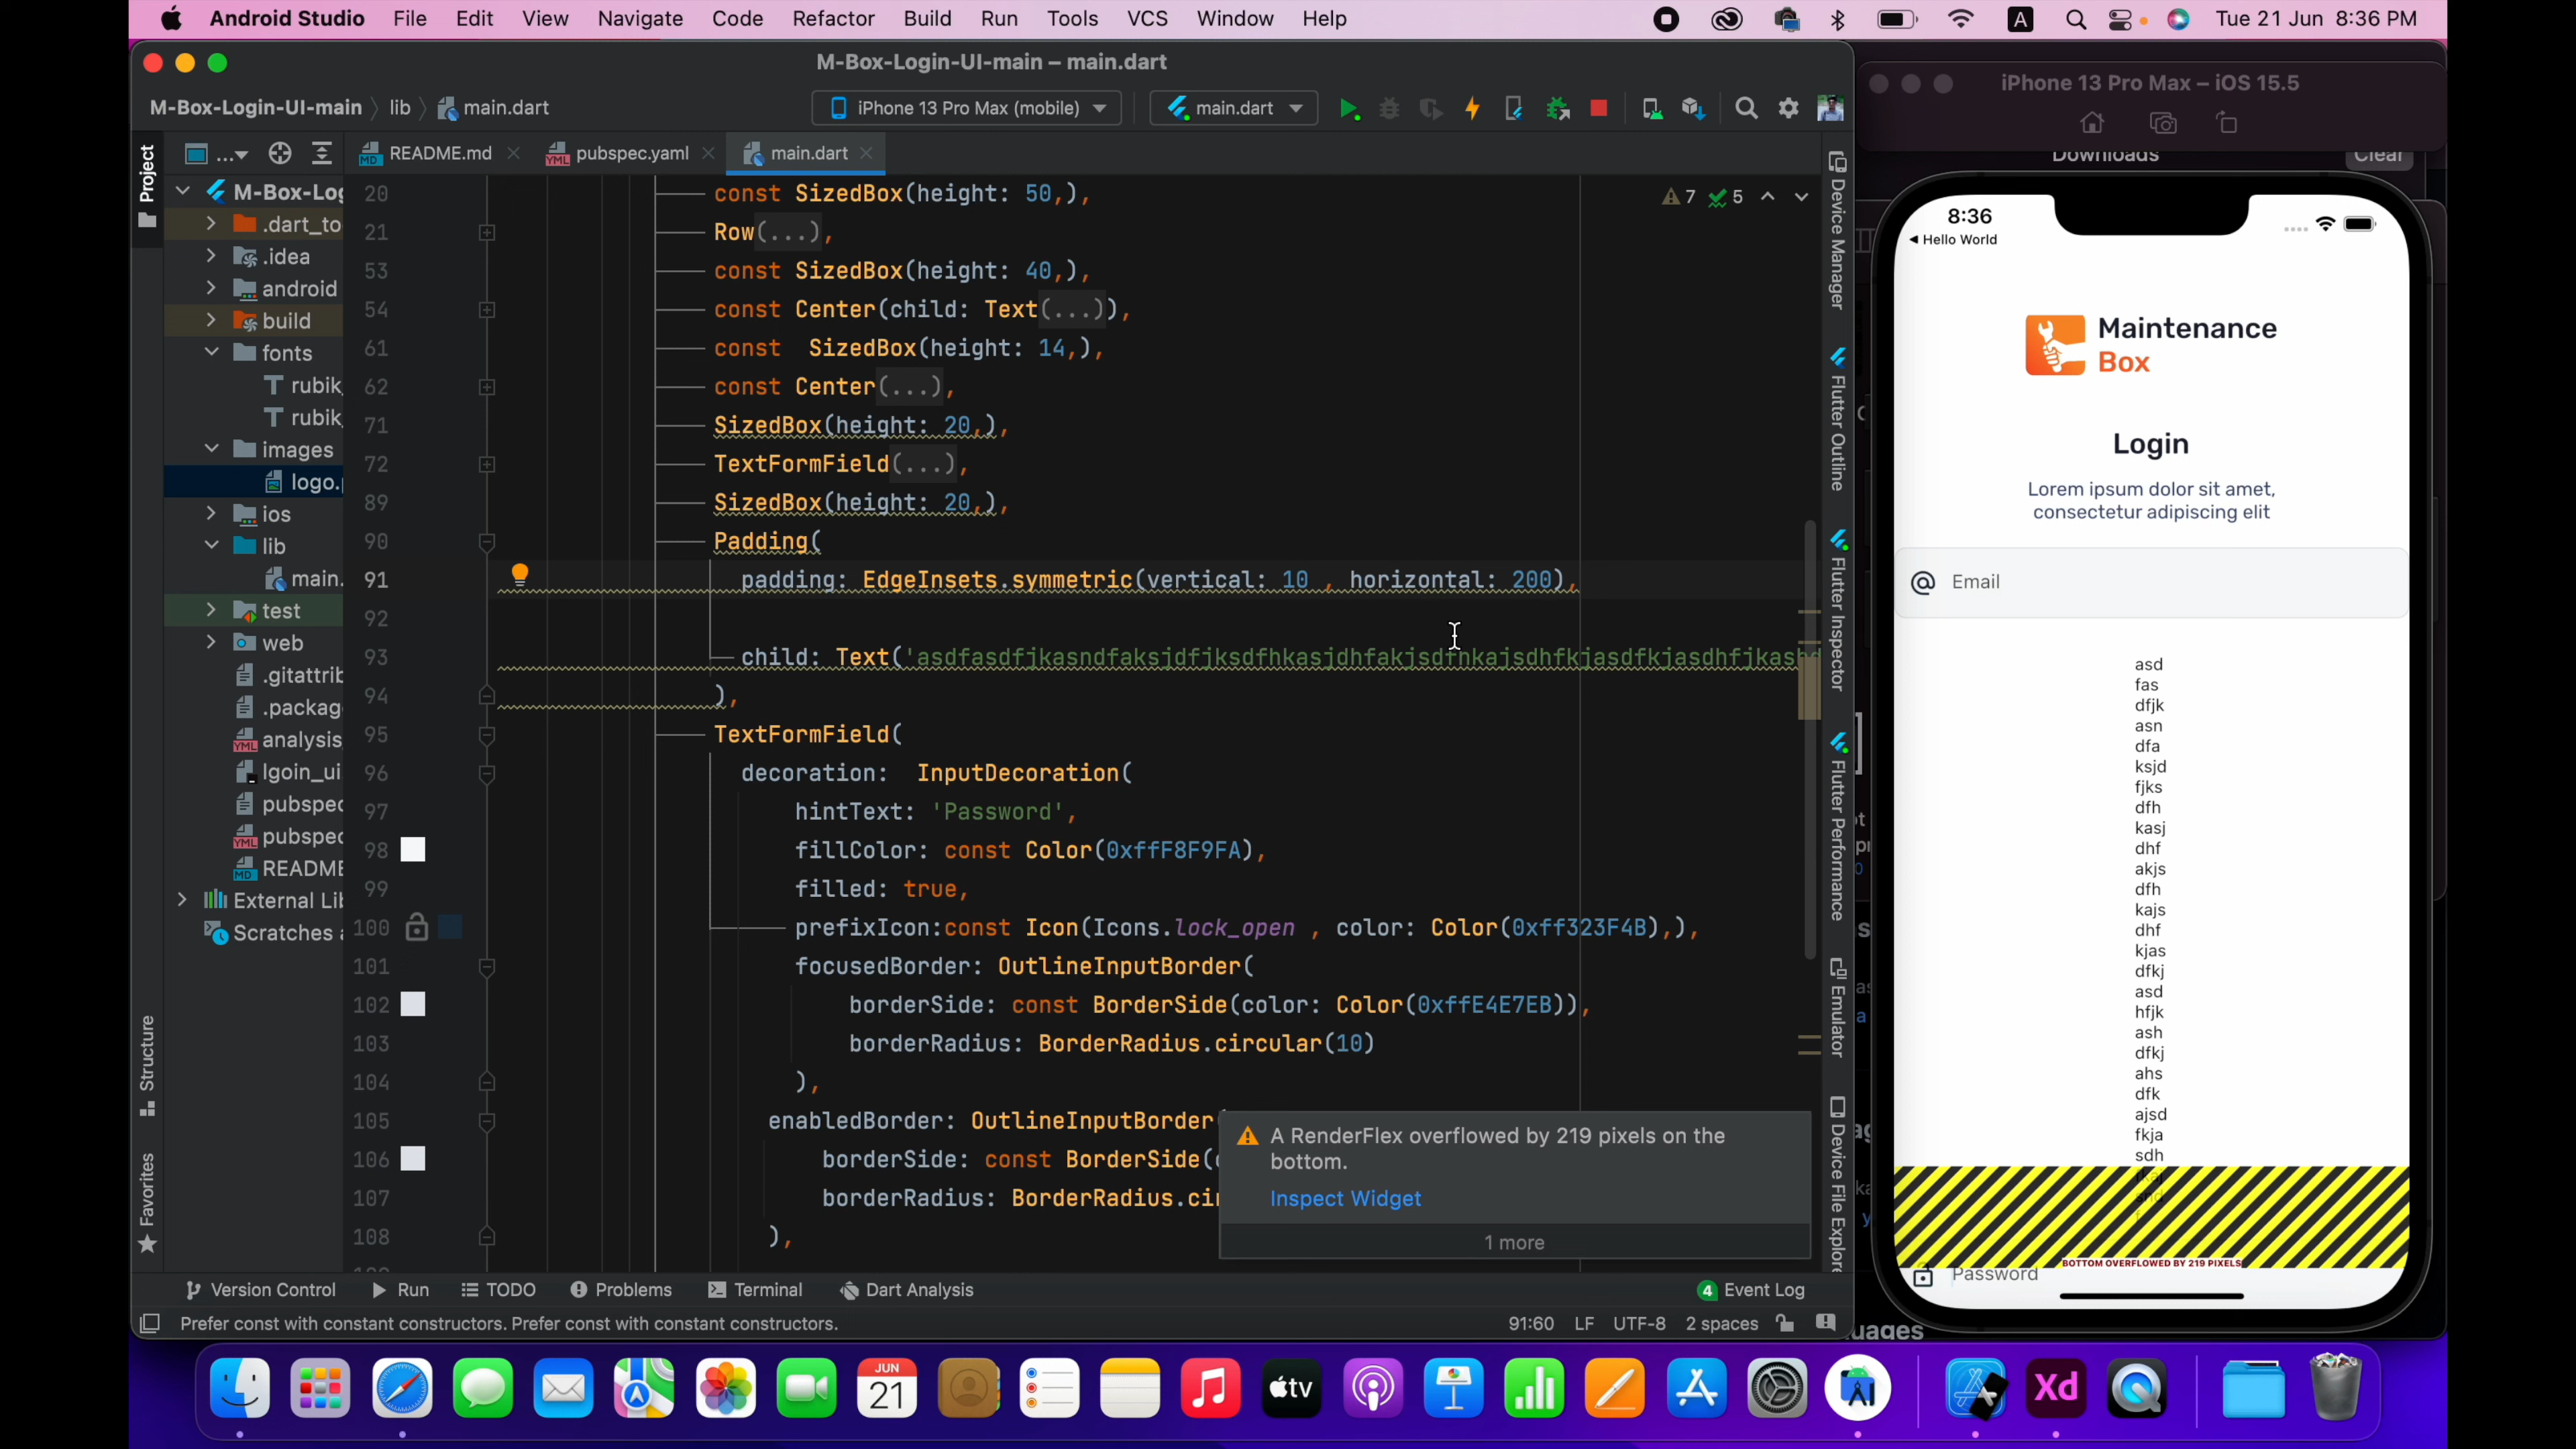 Android Studio File Edit View Navigate Code Refactor Build Run Tools VCS Window Help
A
Tue 21 Jun 8:36 PM
M-Box-Login-UI-main – main.dart
M-Box-Login-UI-main lib main.dart
iPhone 13 Pro Max (mobile)
main.dart
Project
...
README.md
pubspec.yaml
main.dart
M-Box-Log
.dart_to
.idea
android
build
fonts
rubik_
rubik_
images
logo.p
ios
lib
main.
test
web
.gitattrib
.packag
analysis
lgoin_ui
pubspec
pubspec
README
External Lib
Scratches a
Structure
Favorites
7 5
20 const SizedBox(height: 50,),
21 Row(...),
53 const SizedBox(height: 40,),
54 const Center(child: Text(...)),
61 const SizedBox(height: 14,),
62 const Center(...),
71 SizedBox(height: 20,),
72 TextFormField(...),
89 SizedBox(height: 20,),
90 Padding(
91 padding: EdgeInsets.symmetric(vertical: 10 , horizontal: 200),
92
93 child: Text('asdfasdfjkasndfaksjdfjksdfhkasjdhfakjsdfhkajsdhfkjasdfkjasdhfjkashd
94 ),
95 TextFormField(
96 decoration: InputDecoration(
97 hintText: 'Password',
98 fillColor: const Color(0xffF8F9FA),
99 filled: true,
100 prefixIcon:const Icon(Icons.lock_open , color: Color(0xff323F4B),),
101 focusedBorder: OutlineInputBorder(
102 borderSide: const BorderSide(color: Color(0xffE4E7EB)),
103 borderRadius: BorderRadius.circular(10)
104 ),
105 enabledBorder: OutlineInputBorder(
106 borderSide: const BorderSide(c
107 borderRadius: BorderRadius.cir
108 ),
A RenderFlex overflowed by 219 pixels on the
bottom.
Inspect Widget
1 more
Device Manager
Flutter Outline
Flutter Inspector
Flutter Performance
Emulator
Device File Explore
Version Control Run TODO Problems Terminal Dart Analysis
4 Event Log
Prefer const with constant constructors. Prefer const with constant constructors.
91:60 LF UTF-8 2 spaces
iPhone 13 Pro Max – iOS 15.5
Downloads
Clear
8:36
Hello World
Maintenance
Box
Login
Lorem ipsum dolor sit amet,
consectetur adipiscing elit
@ Email
asd
fas
dfjk
asn
dfa
ksjd
fjks
dfh
kasj
dhf
akjs
dfh
kajs
dhf
kjas
dfkj
asd
hfjk
ash
dfkj
ahs
dfk
ajsd
fkja
sdh
BOTTOM OVERFLOWED BY 219 PIXELS
Password
uages
JUN
21
tv
Xd